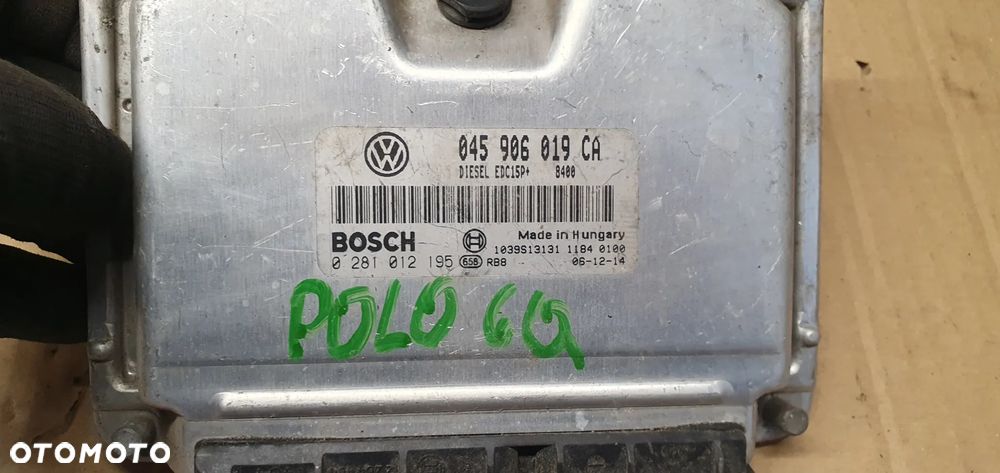 045 906 019 CA
DIESEL EDC15P+ 8400
BOSCH Made in Hungary
1039S13131 1184 0100
0 281 012 195 65B RB8 06-12-14
POLO 6Q
OTOMOTO